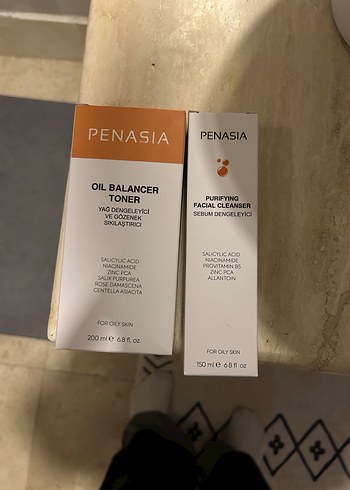 PENASIA
OIL BALANCER
TONER
YAĞ DENGELEYİCİ
VE GÖZENEK
SIKILAŞTIRICI
SALICYLIC ACID
NIACINAMIDE
ZINC PCA
SALIX PURPUREA
ROSE DAMASCENA
CENTELLA ASIACITA
FOR OILY SKIN
200 ml ℮ 6.8 fl. oz.
PENASIA
PURIFYING
FACIAL CLEANSER
SEBUM DENGELEYİCİ
SALICYLIC ACID
NIACINAMIDE
PROVITAMIN B5
ZINC PCA
ALLANTOIN
FOR OILY SKIN
150 ml ℮ 6.8 fl. oz.